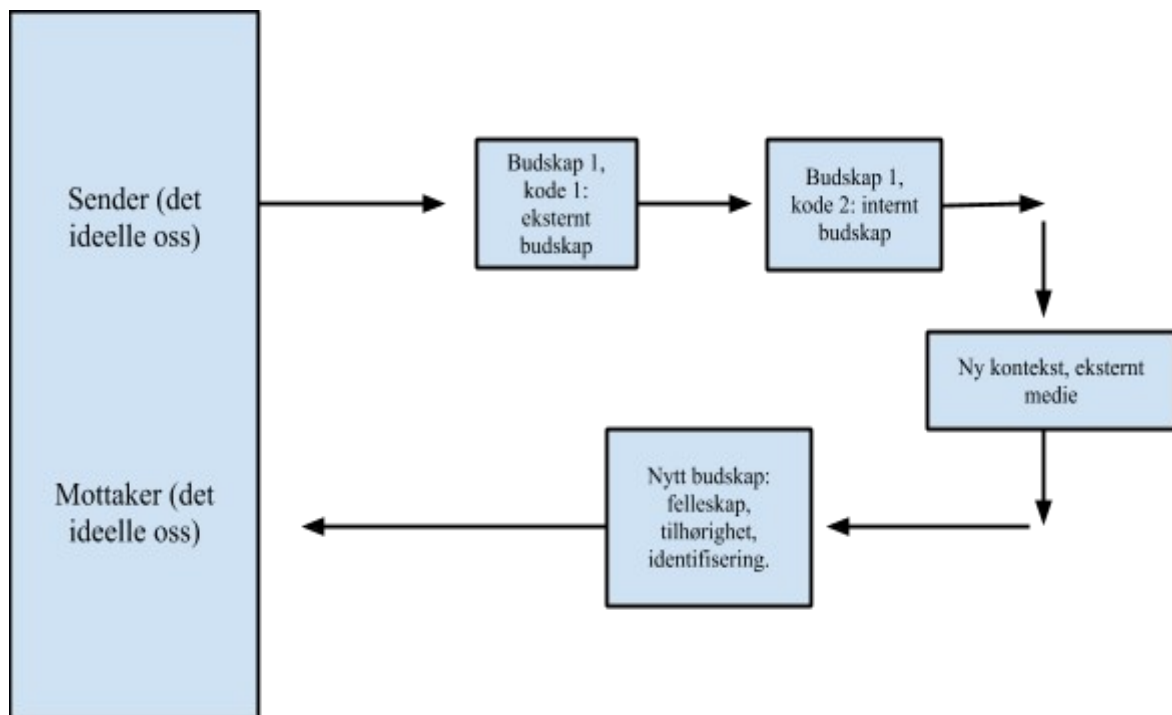 Sender (det
ideelle oss)
Budskap 1,
kode 1:
eksternt
budskap
Budskap 1,
kode 2: internt
budskap
Ny kontekst, eksternt
medie
Nytt budskap:
felleskap,
tilhørighet,
identifisering.
Mottaker (det
ideelle oss)